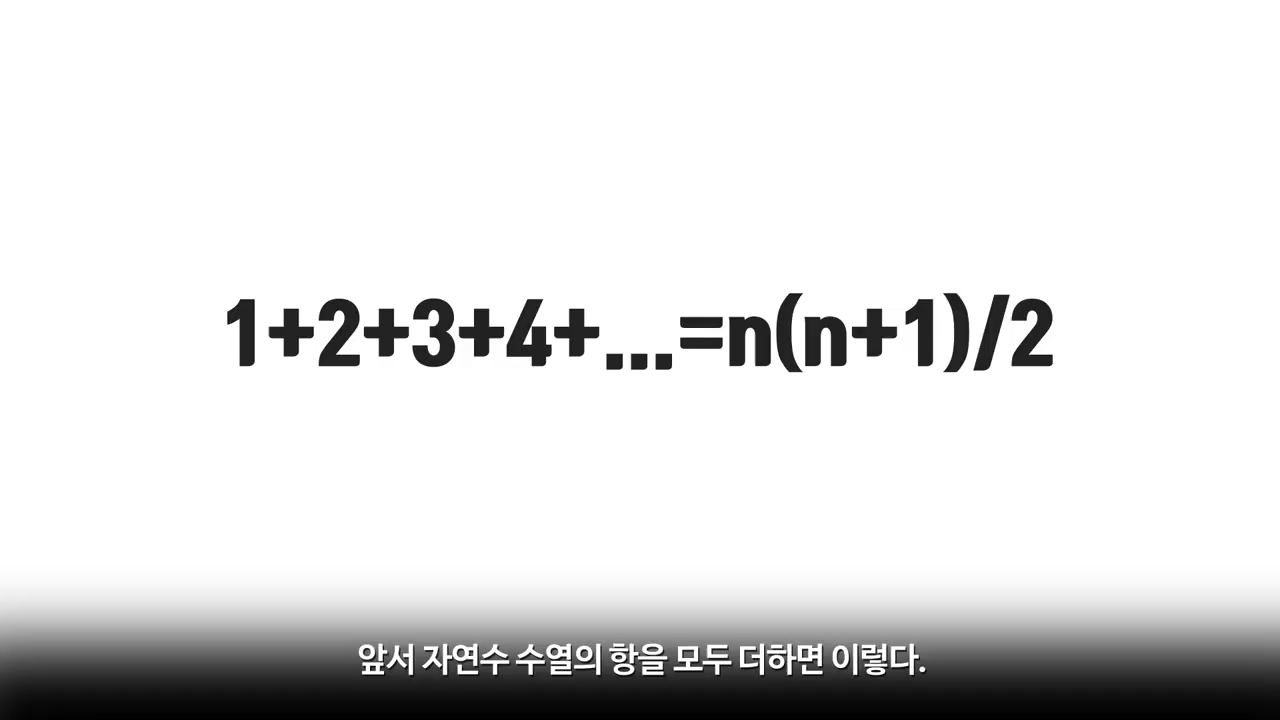 1+2+3+4+...=n(n+1)/2
앞서 자연수 수열의 항을 모두 더하면 이렇다.